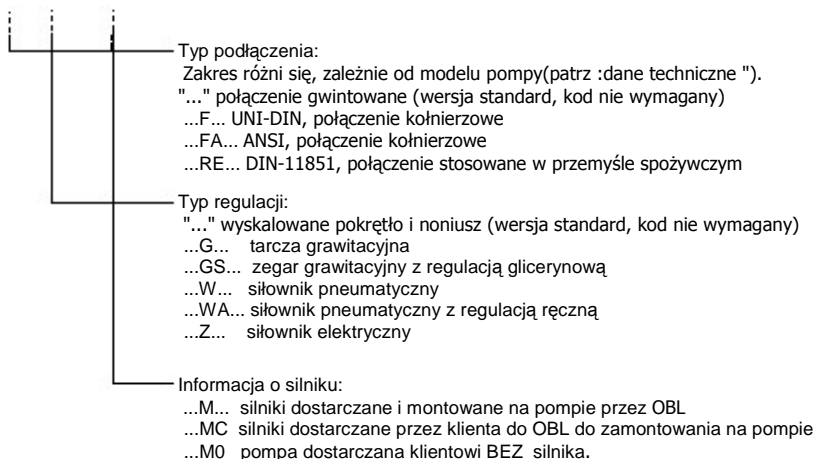 Typ podłączenia:
Zakres różni się, zależnie od modelu pompy(patrz :dane techniczne ").
"..." połączenie gwintowane (wersja standard, kod nie wymagany)
...F... UNI-DIN, połączenie kołnierzowe
...FA... ANSI, połączenie kołnierzowe
...RE... DIN-11851, połączenie stosowane w przemyśle spożywczym
Typ regulacji:
"..." wyskalowane pokrętło i noniusz (wersja standard, kod nie wymagany)
...G... tarcza grawitacyjna
...GS... zegar grawitacyjny z regulacją glicerynową
...W... siłownik pneumatyczny
...WA... siłownik pneumatyczny z regulacją ręczną
...Z... siłownik elektryczny
Informacja o silniku:
...M... silniki dostarczane i montowane na pompie przez OBL
...MC silniki dostarczane przez klienta do OBL do zamontowania na pompie
...M0 pompa dostarczana klientowi BEZ silnika.